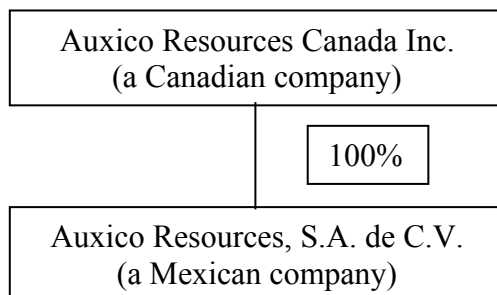 Auxico Resources Canada Inc.
(a Canadian company)
100%
Auxico Resources, S.A. de C.V.
(a Mexican company)